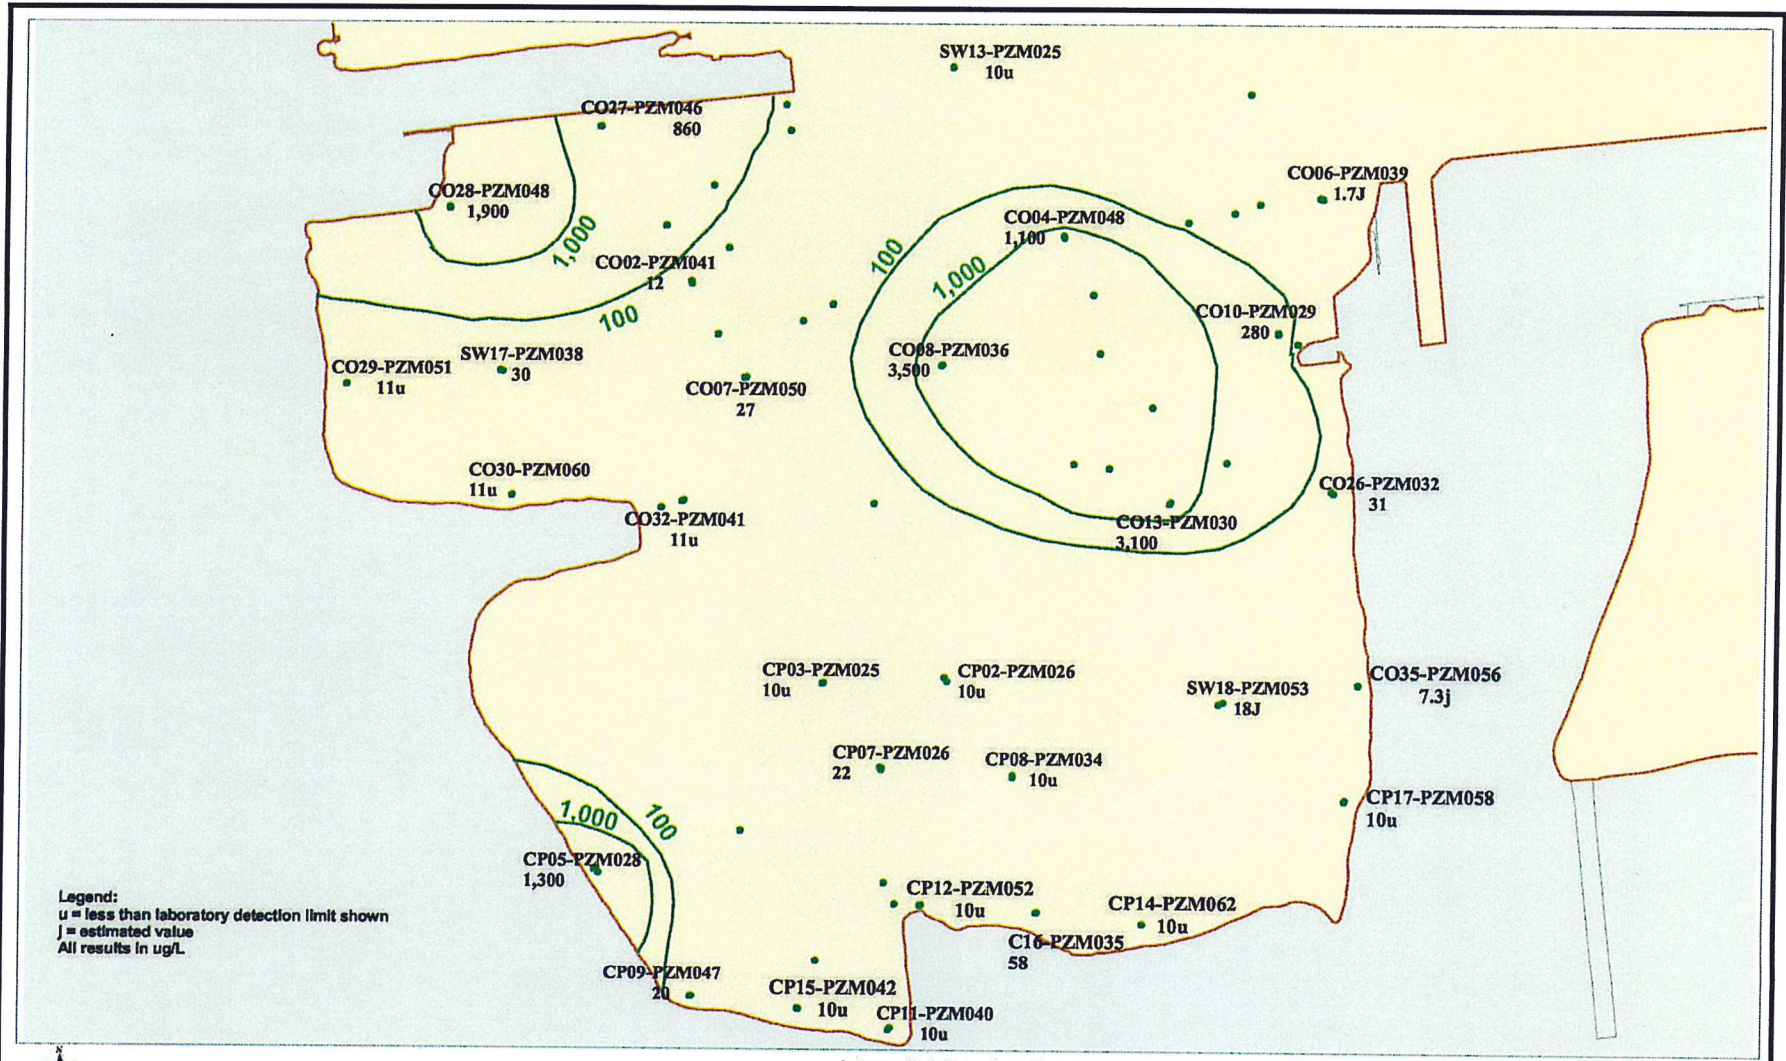 SW13-PZM025
10u
CO27-PZM046
860
CO06-PZM039
1.7J
CO28-PZM048
1,900
CO04-PZM048
1,100
1,000
100
1,000
CO02-PZM041
12
100
CO10-PZM029
280
CO08-PZM036
3,500
SW17-PZM038
30
CO29-PZM051
11u
CO07-PZM050
27
CO30-PZM060
11u
CO26-PZM032
31
CO32-PZM041
11u
CO13-PZM030
3,100
CP03-PZM025
10u
CP02-PZM026
10u
SW18-PZM053
18J
CO35-PZM056
7.3j
CP07-PZM026
22
CP08-PZM034
10u
CP17-PZM058
10u
1,000
100
CP05-PZM028
1,300
CP12-PZM052
10u
CP14-PZM062
10u
C16-PZM035
58
Legend:
u = less than laboratory detection limit shown
j = estimated value
All results in ug/L
CP09-PZM047
20
CP15-PZM042
10u
CP11-PZM040
10u
N